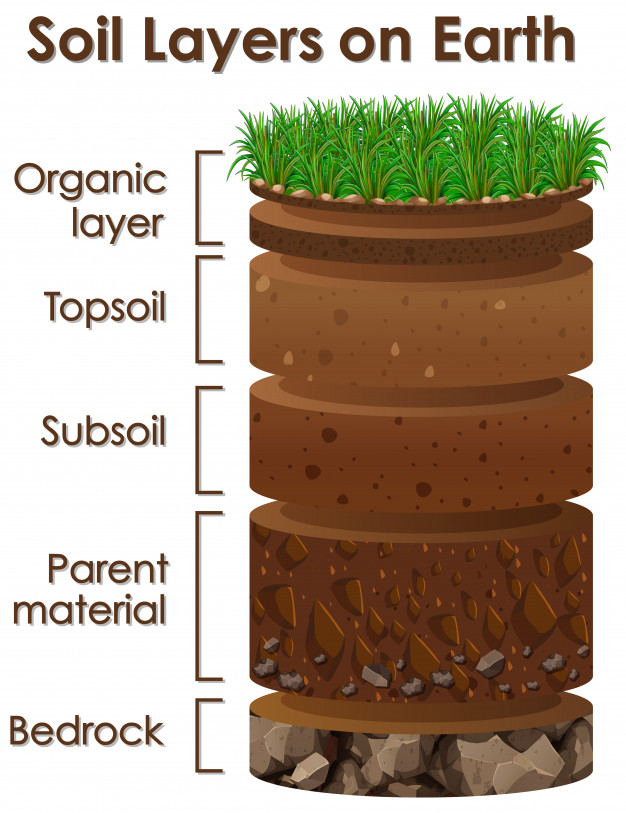 Soil Layers on Earth
Organic
layer
Topsoil
Subsoil
Parent
material
Bedrock